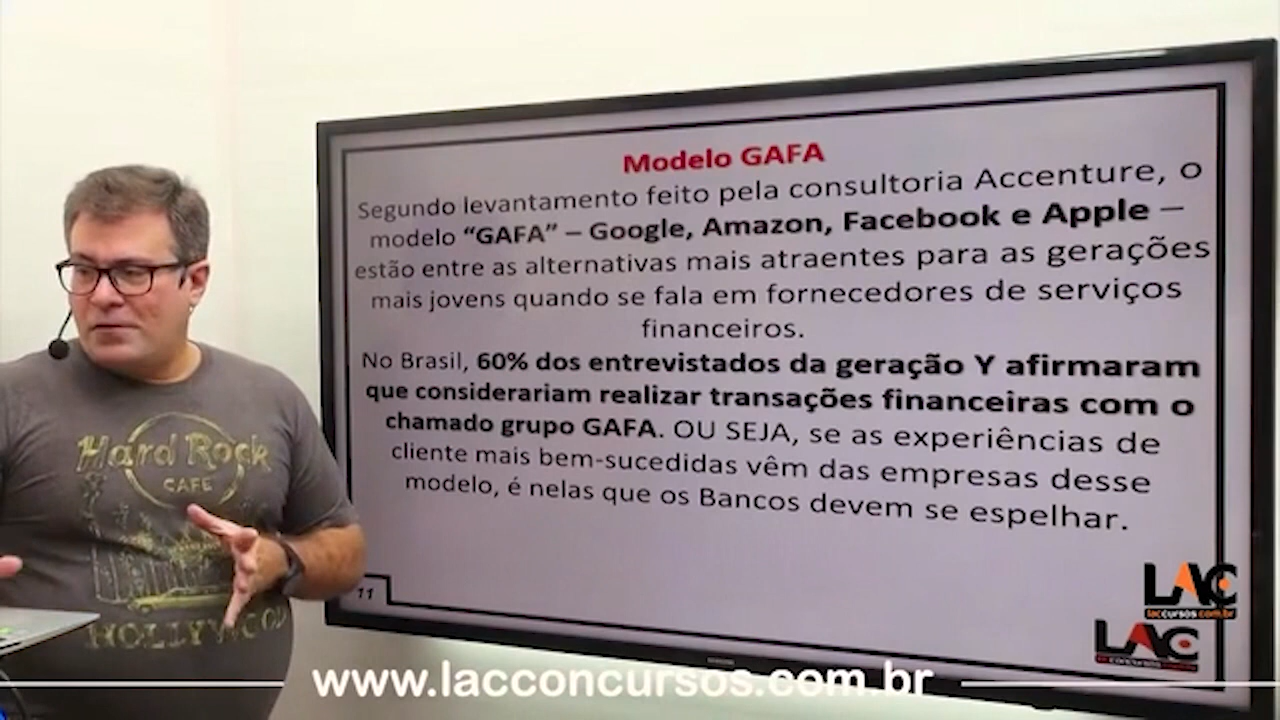 Modelo GAFA
Segundo levantamento feito pela consultoria Accenture, o
modelo “GAFA” – Google, Amazon, Facebook e Apple –
estão entre as alternativas mais atraentes para as gerações
mais jovens quando se fala em fornecedores de serviços
financeiros.
No Brasil, 60% dos entrevistados da geração Y afirmaram
que considerariam realizar transações financeiras com o
chamado grupo GAFA. OU SEJA, se as experiências de
cliente mais bem-sucedidas vêm das empresas desse
modelo, é nelas que os Bancos devem se espelhar.
Hard Rock
CAFE
HOLLYWOOD
11
LAC
laccursos.com.br
LAC
www.lacconcursos.com.br